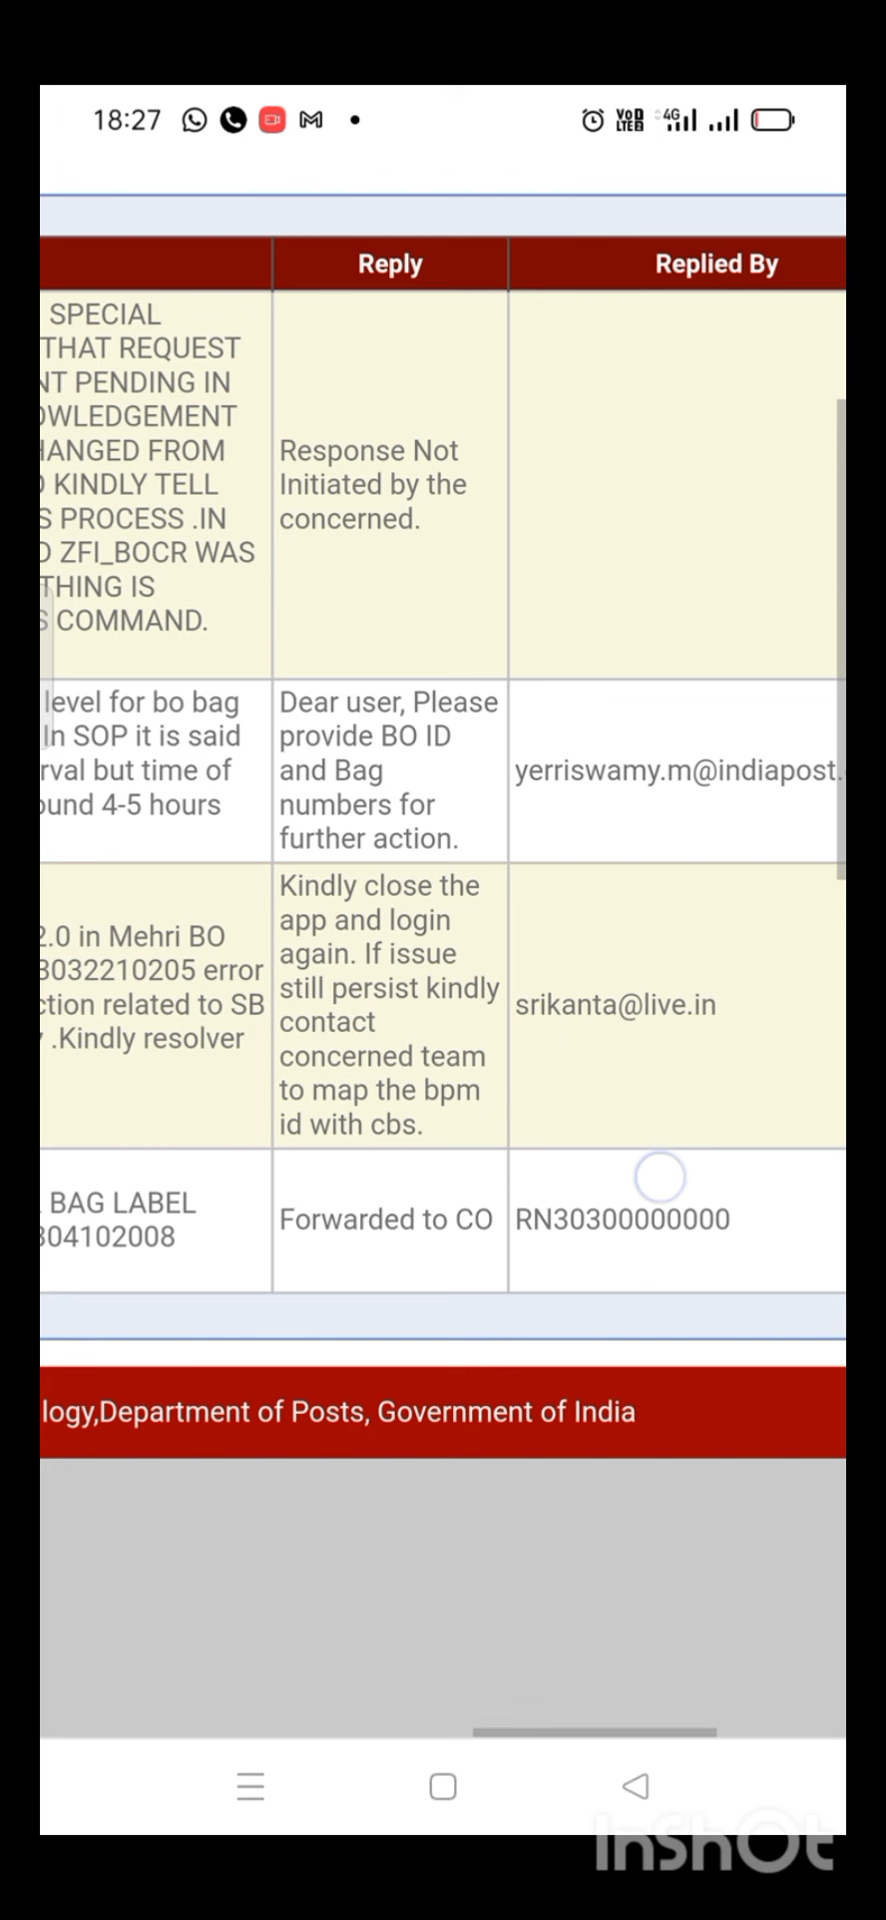 18:27
VoD
LTE2
4G
Reply
Replied By
SPECIAL
THAT REQUEST
NT PENDING IN
OWLEDGEMENT
HANGED FROM
KINDLY TELL
S PROCESS .IN
D ZFI_BOCR WAS
THING IS
S COMMAND.
Response Not
Initiated by the
concerned.
level for bo bag
In SOP it is said
rval but time of
ound 4-5 hours
Dear user, Please
provide BO ID
and Bag
numbers for
further action.
yerriswamy.m@indiapost.
2.0 in Mehri BO
3032210205 error
ction related to SB
.Kindly resolver
Kindly close the
app and login
again. If issue
still persist kindly
contact
concerned team
to map the bpm
id with cbs.
srikanta@live.in
BAG LABEL
304102008
Forwarded to CO
RN30300000000
logy,Department of Posts, Government of India
InShOt